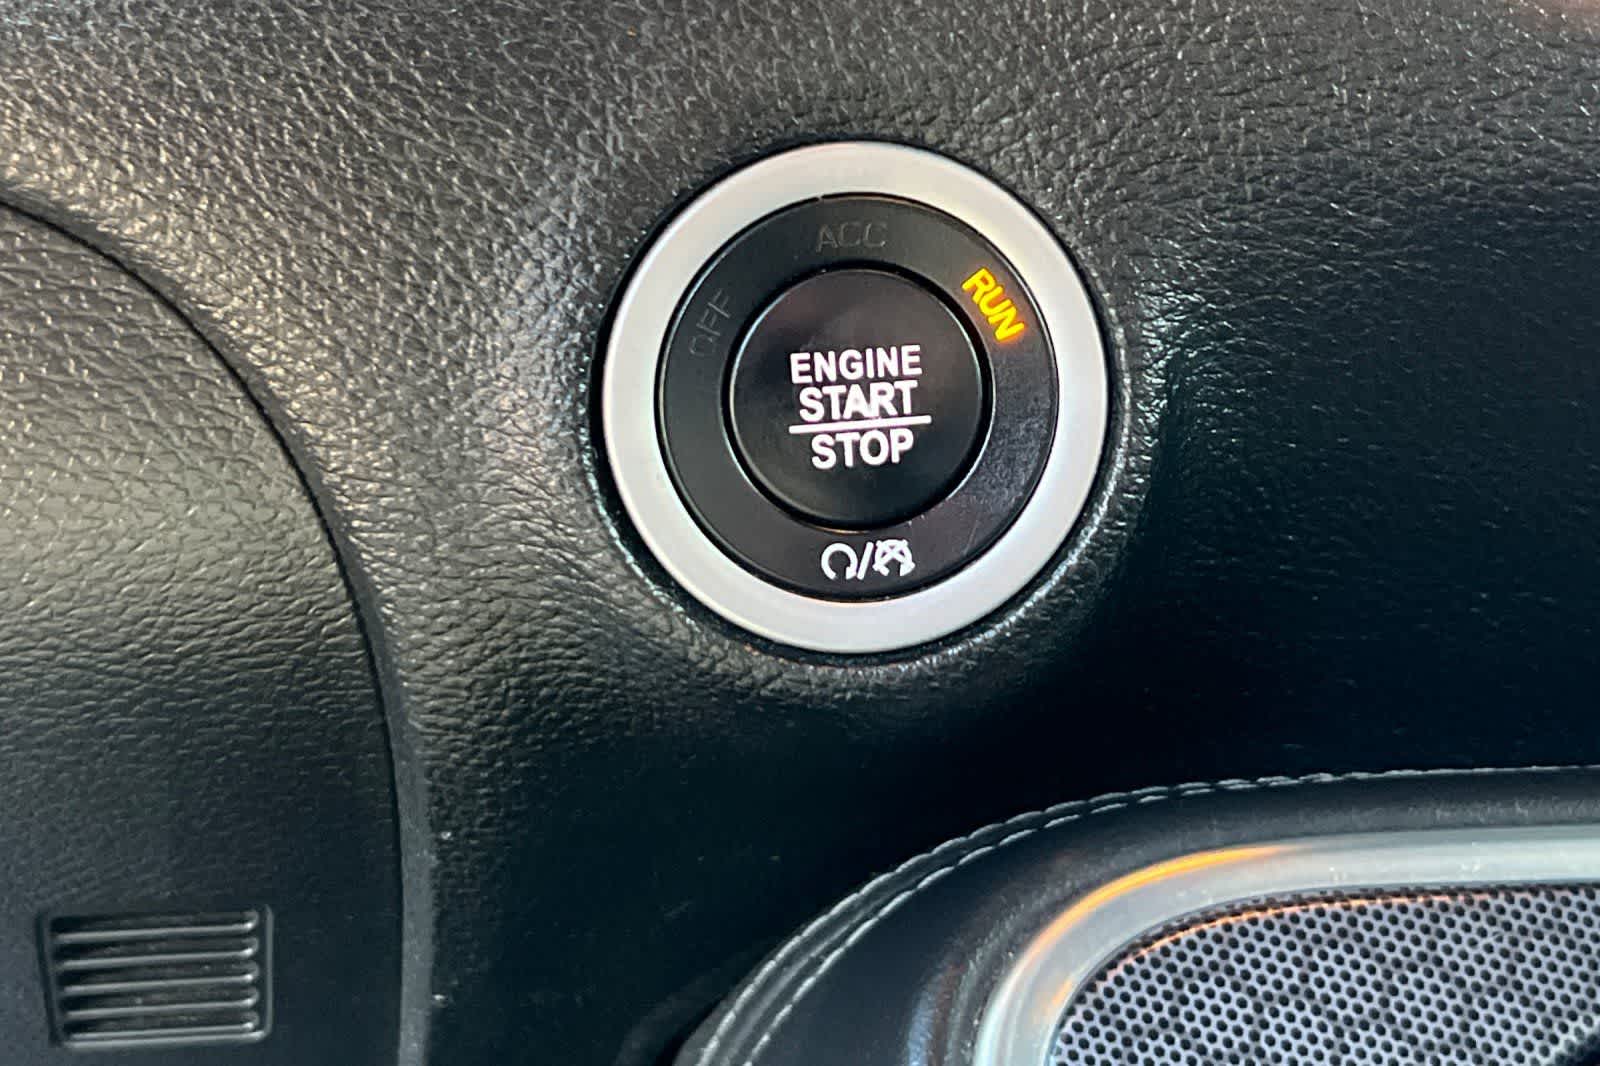 ACC
OFF
RUN
ENGINE
START
STOP